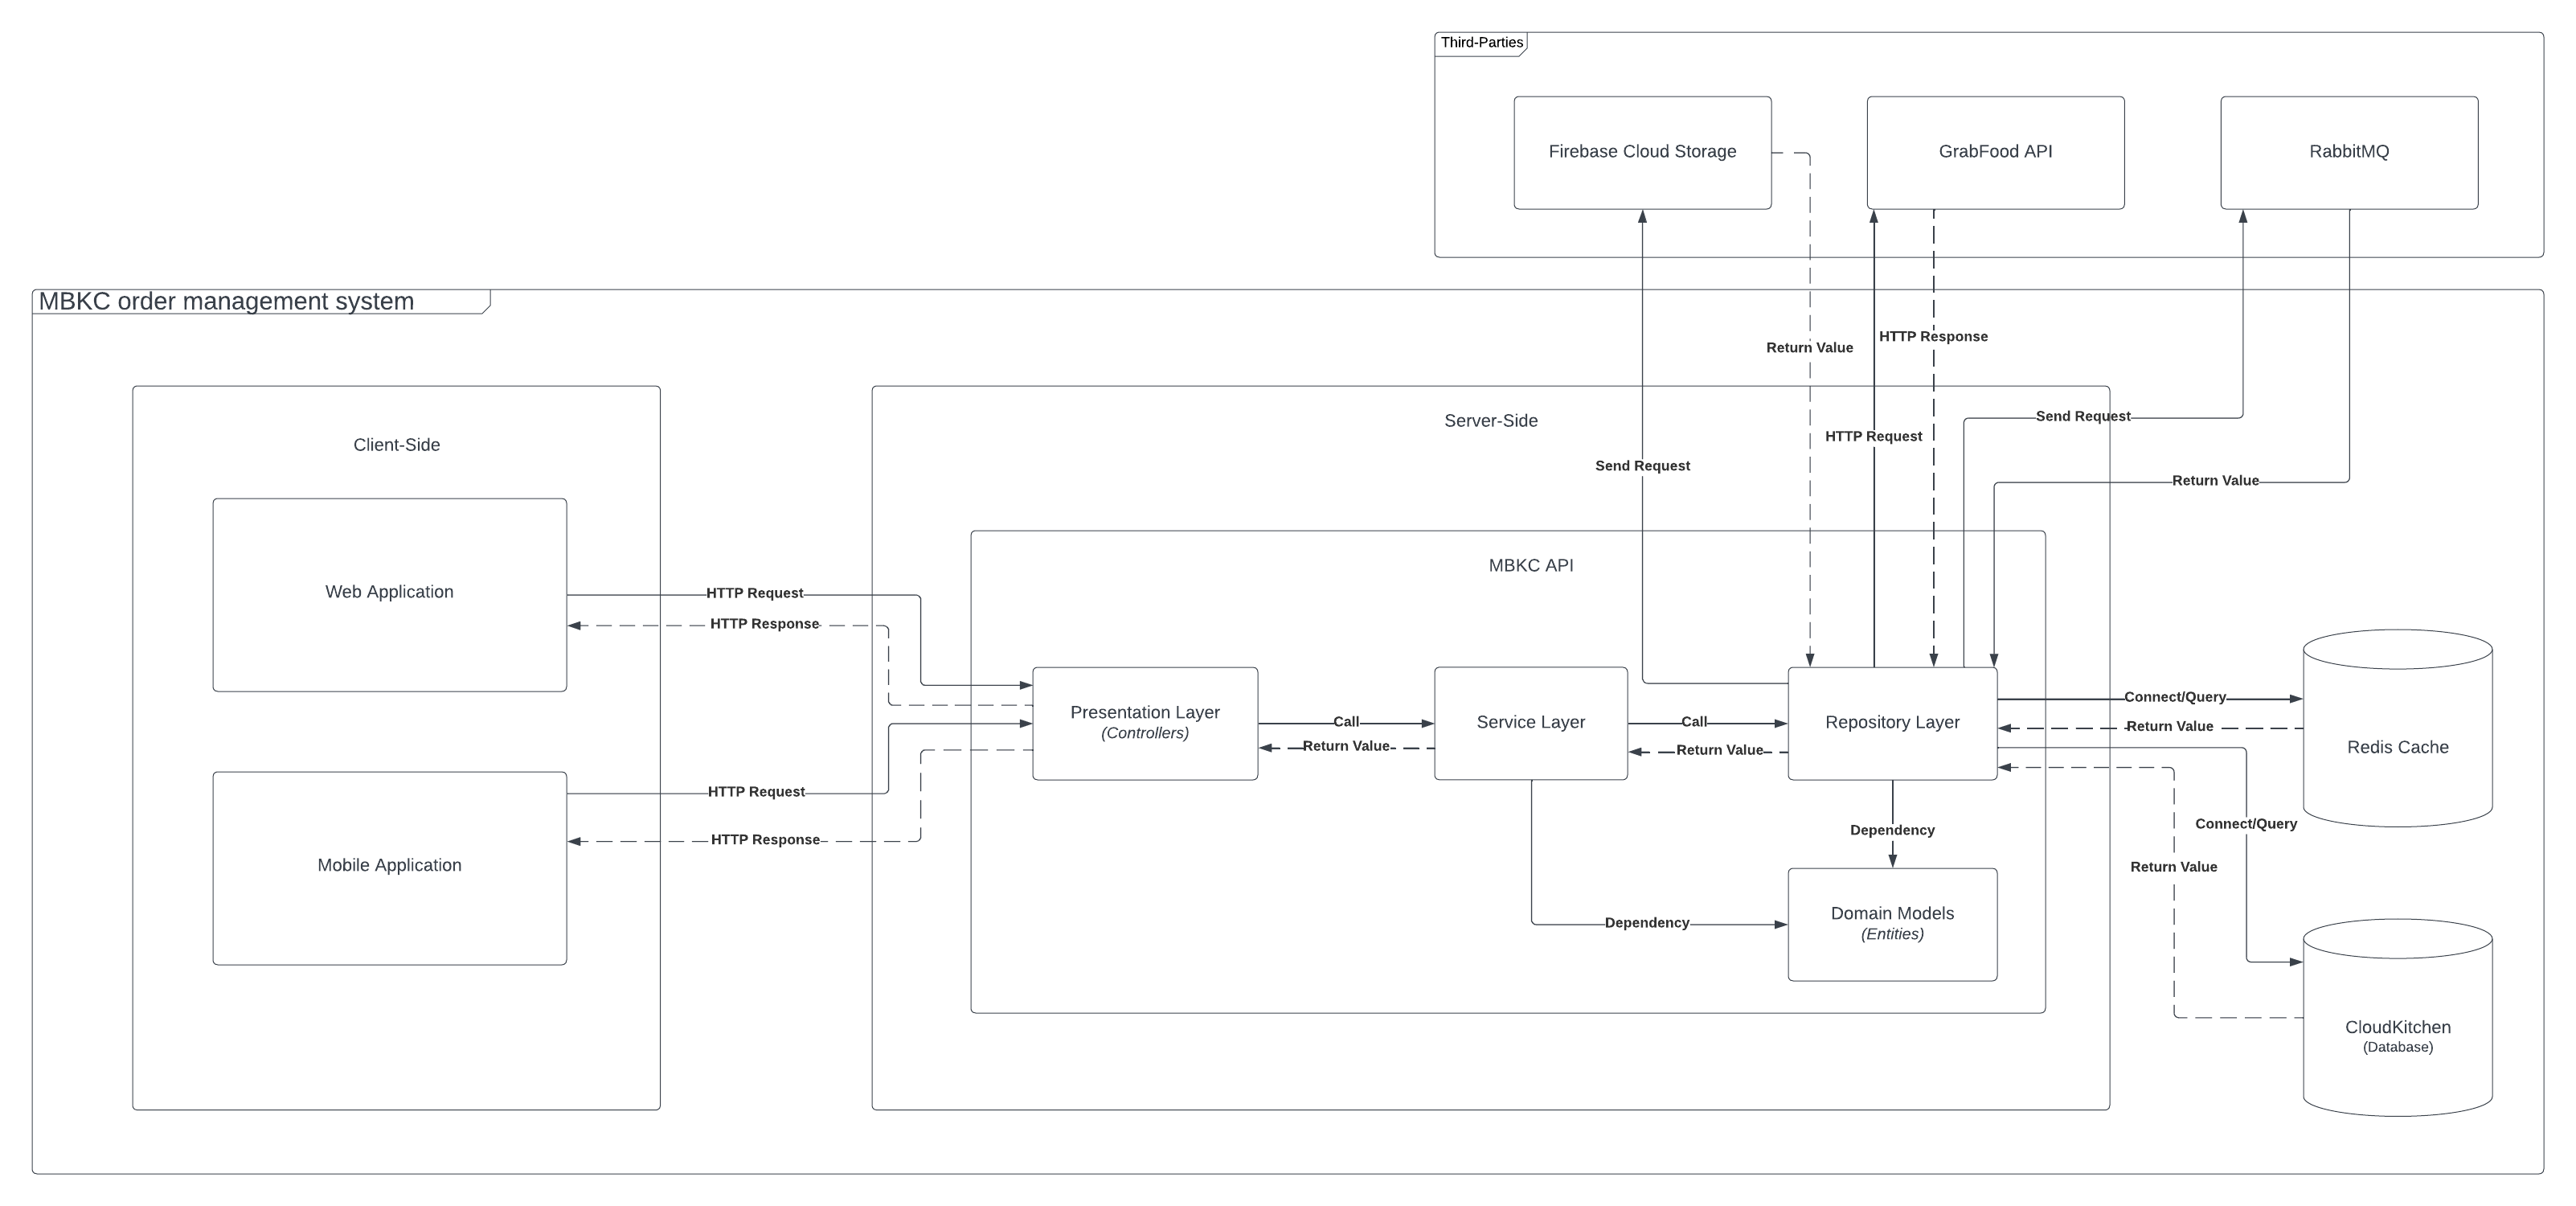 Third-Parties
Firebase Cloud Storage
GrabFood API
RabbitMQ
MBKC order management system
HTTP Response
Return Value
Send Request
Server-Side
HTTP Request
Client-Side
Send Request
Return Value
MBKC API
Web Application
HTTP Request
HTTP Response
Connect/Query
Presentation Layer
(Controllers)
Call
Service Layer
Call
Repository Layer
Return Value
Return Value
Return Value
Redis Cache
HTTP Request
Connect/Query
Dependency
HTTP Response
Mobile Application
Return Value
Domain Models
(Entities)
Dependency
CloudKitchen
(Database)